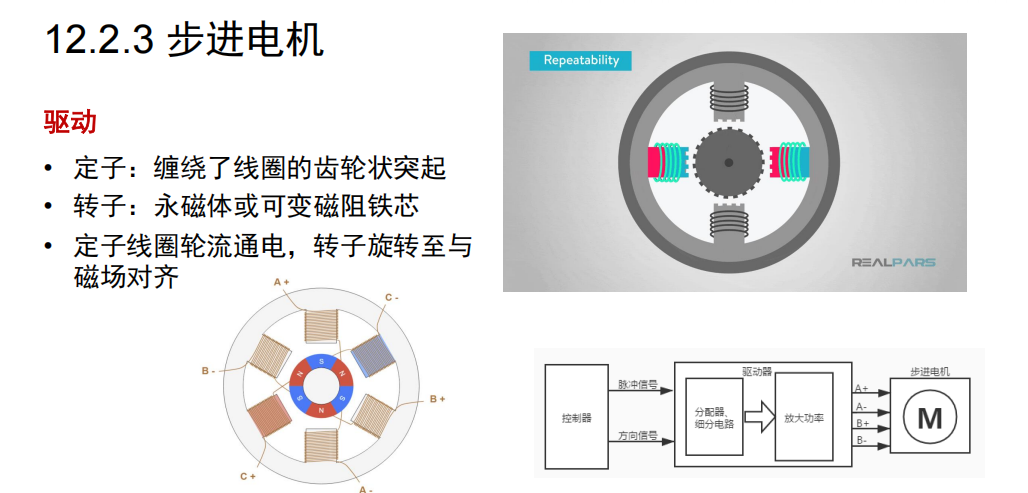 12.2.3 步进电机
驱动
• 定子：缠绕了线圈的齿轮状突起
• 转子：永磁体或可变磁阻铁芯
• 定子线圈轮流通电，转子旋转至与
磁场对齐
Repeatability
REALPARS
A +
C -
B -
B +
C +
A -
S
N
S
N
S
N
控制器
脉冲信号
方向信号
驱动器
分配器、
细分电路
放大功率
A+
A-
B+
B-
步进电机
M